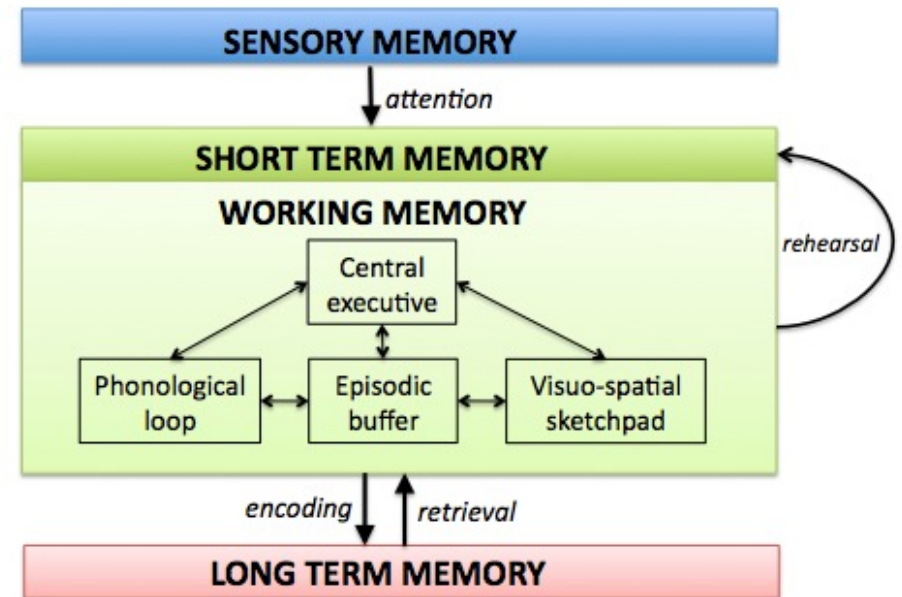 SENSORY MEMORY
attention
SHORT TERM MEMORY
WORKING MEMORY
rehearsal
Central
executive
Phonological
loop
Episodic
buffer
Visuo-spatial
sketchpad
encoding
retrieval
LONG TERM MEMORY